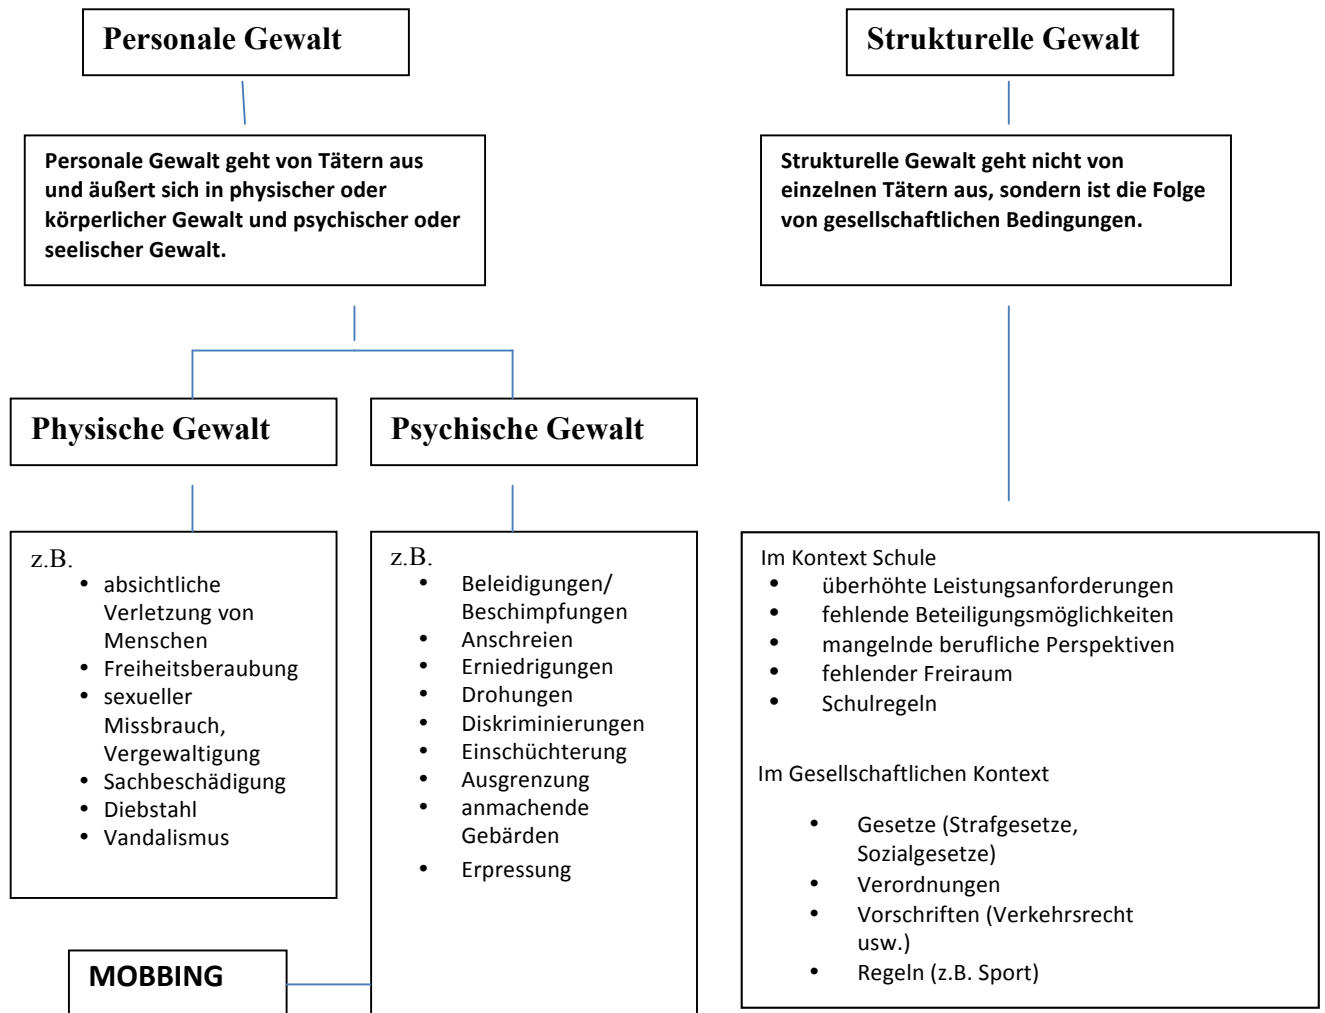 Personale Gewalt
Strukturelle Gewalt
Personale Gewalt geht von Tätern aus
und äußert sich in physischer oder
körperlicher Gewalt und psychischer oder
seelischer Gewalt.
Strukturelle Gewalt geht nicht von
einzelnen Tätern aus, sondern ist die Folge
von gesellschaftlichen Bedingungen.
Physische Gewalt
Psychische Gewalt
z.B.
• absichtliche
Verletzung von
Menschen
• Freiheitsberaubung
• sexueller
Missbrauch,
Vergewaltigung
• Sachbeschädigung
• Diebstahl
• Vandalismus
z.B.
• Beleidigungen/
Beschimpfungen
• Anschreien
• Erniedrigungen
• Drohungen
• Diskriminierungen
• Einschüchterung
• Ausgrenzung
• anmachende
Gebärden
• Erpressung
Im Kontext Schule
• überhöhte Leistungsanforderungen
• fehlende Beteiligungsmöglichkeiten
• mangelnde berufliche Perspektiven
• fehlender Freiraum
• Schulregeln
Im Gesellschaftlichen Kontext
• Gesetze (Strafgesetze,
Sozialgesetze)
• Verordnungen
• Vorschriften (Verkehrsrecht
usw.)
• Regeln (z.B. Sport)
MOBBING